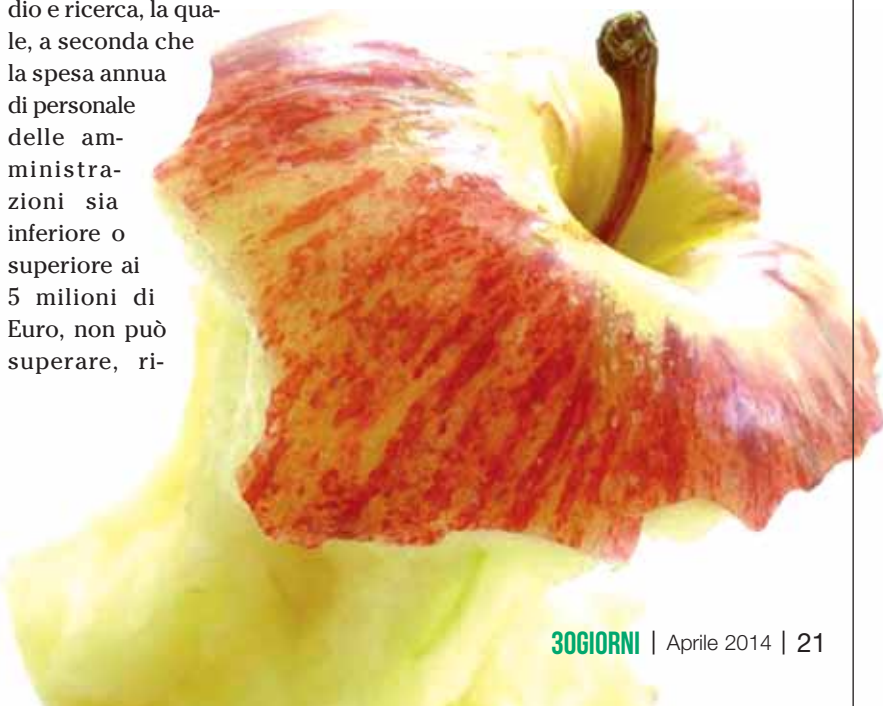 dio e ricerca, la qua-
le, a seconda che
la spesa annua
di personale
delle am-
ministra-
zioni sia
inferiore o
superiore ai
5 milioni di
Euro, non può
superare, ri-
30GIORNI | Aprile 2014 | 21